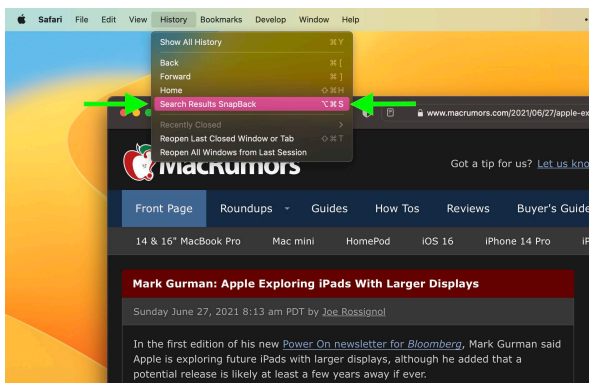 Safari File Edit View History Bookmarks Develop Window Help
Show All History ⌘ Y
Back ⌘ [
Forward ⌘ ]
Home ⇧ ⌘ H
Search Results SnapBack ⌥ ⌘ S
Recently Closed >
Reopen Last Closed Window or Tab ⇧ ⌘ T
Reopen All Windows from Last Session
www.macrumors.com/2021/06/27/apple-ex
MacRumors
Got a tip for us? Let us kno
Front Page Roundups Guides How Tos Reviews Buyer's Guide
14 & 16" MacBook Pro Mac mini HomePod iOS 16 iPhone 14 Pro iP
Mark Gurman: Apple Exploring iPads With Larger Displays
Sunday June 27, 2021 8:13 am PDT by Joe Rossignol
In the first edition of his new Power On newsletter for Bloomberg, Mark Gurman said
Apple is exploring future iPads with larger displays, although he added that a
potential release is likely at least a few years away if ever.